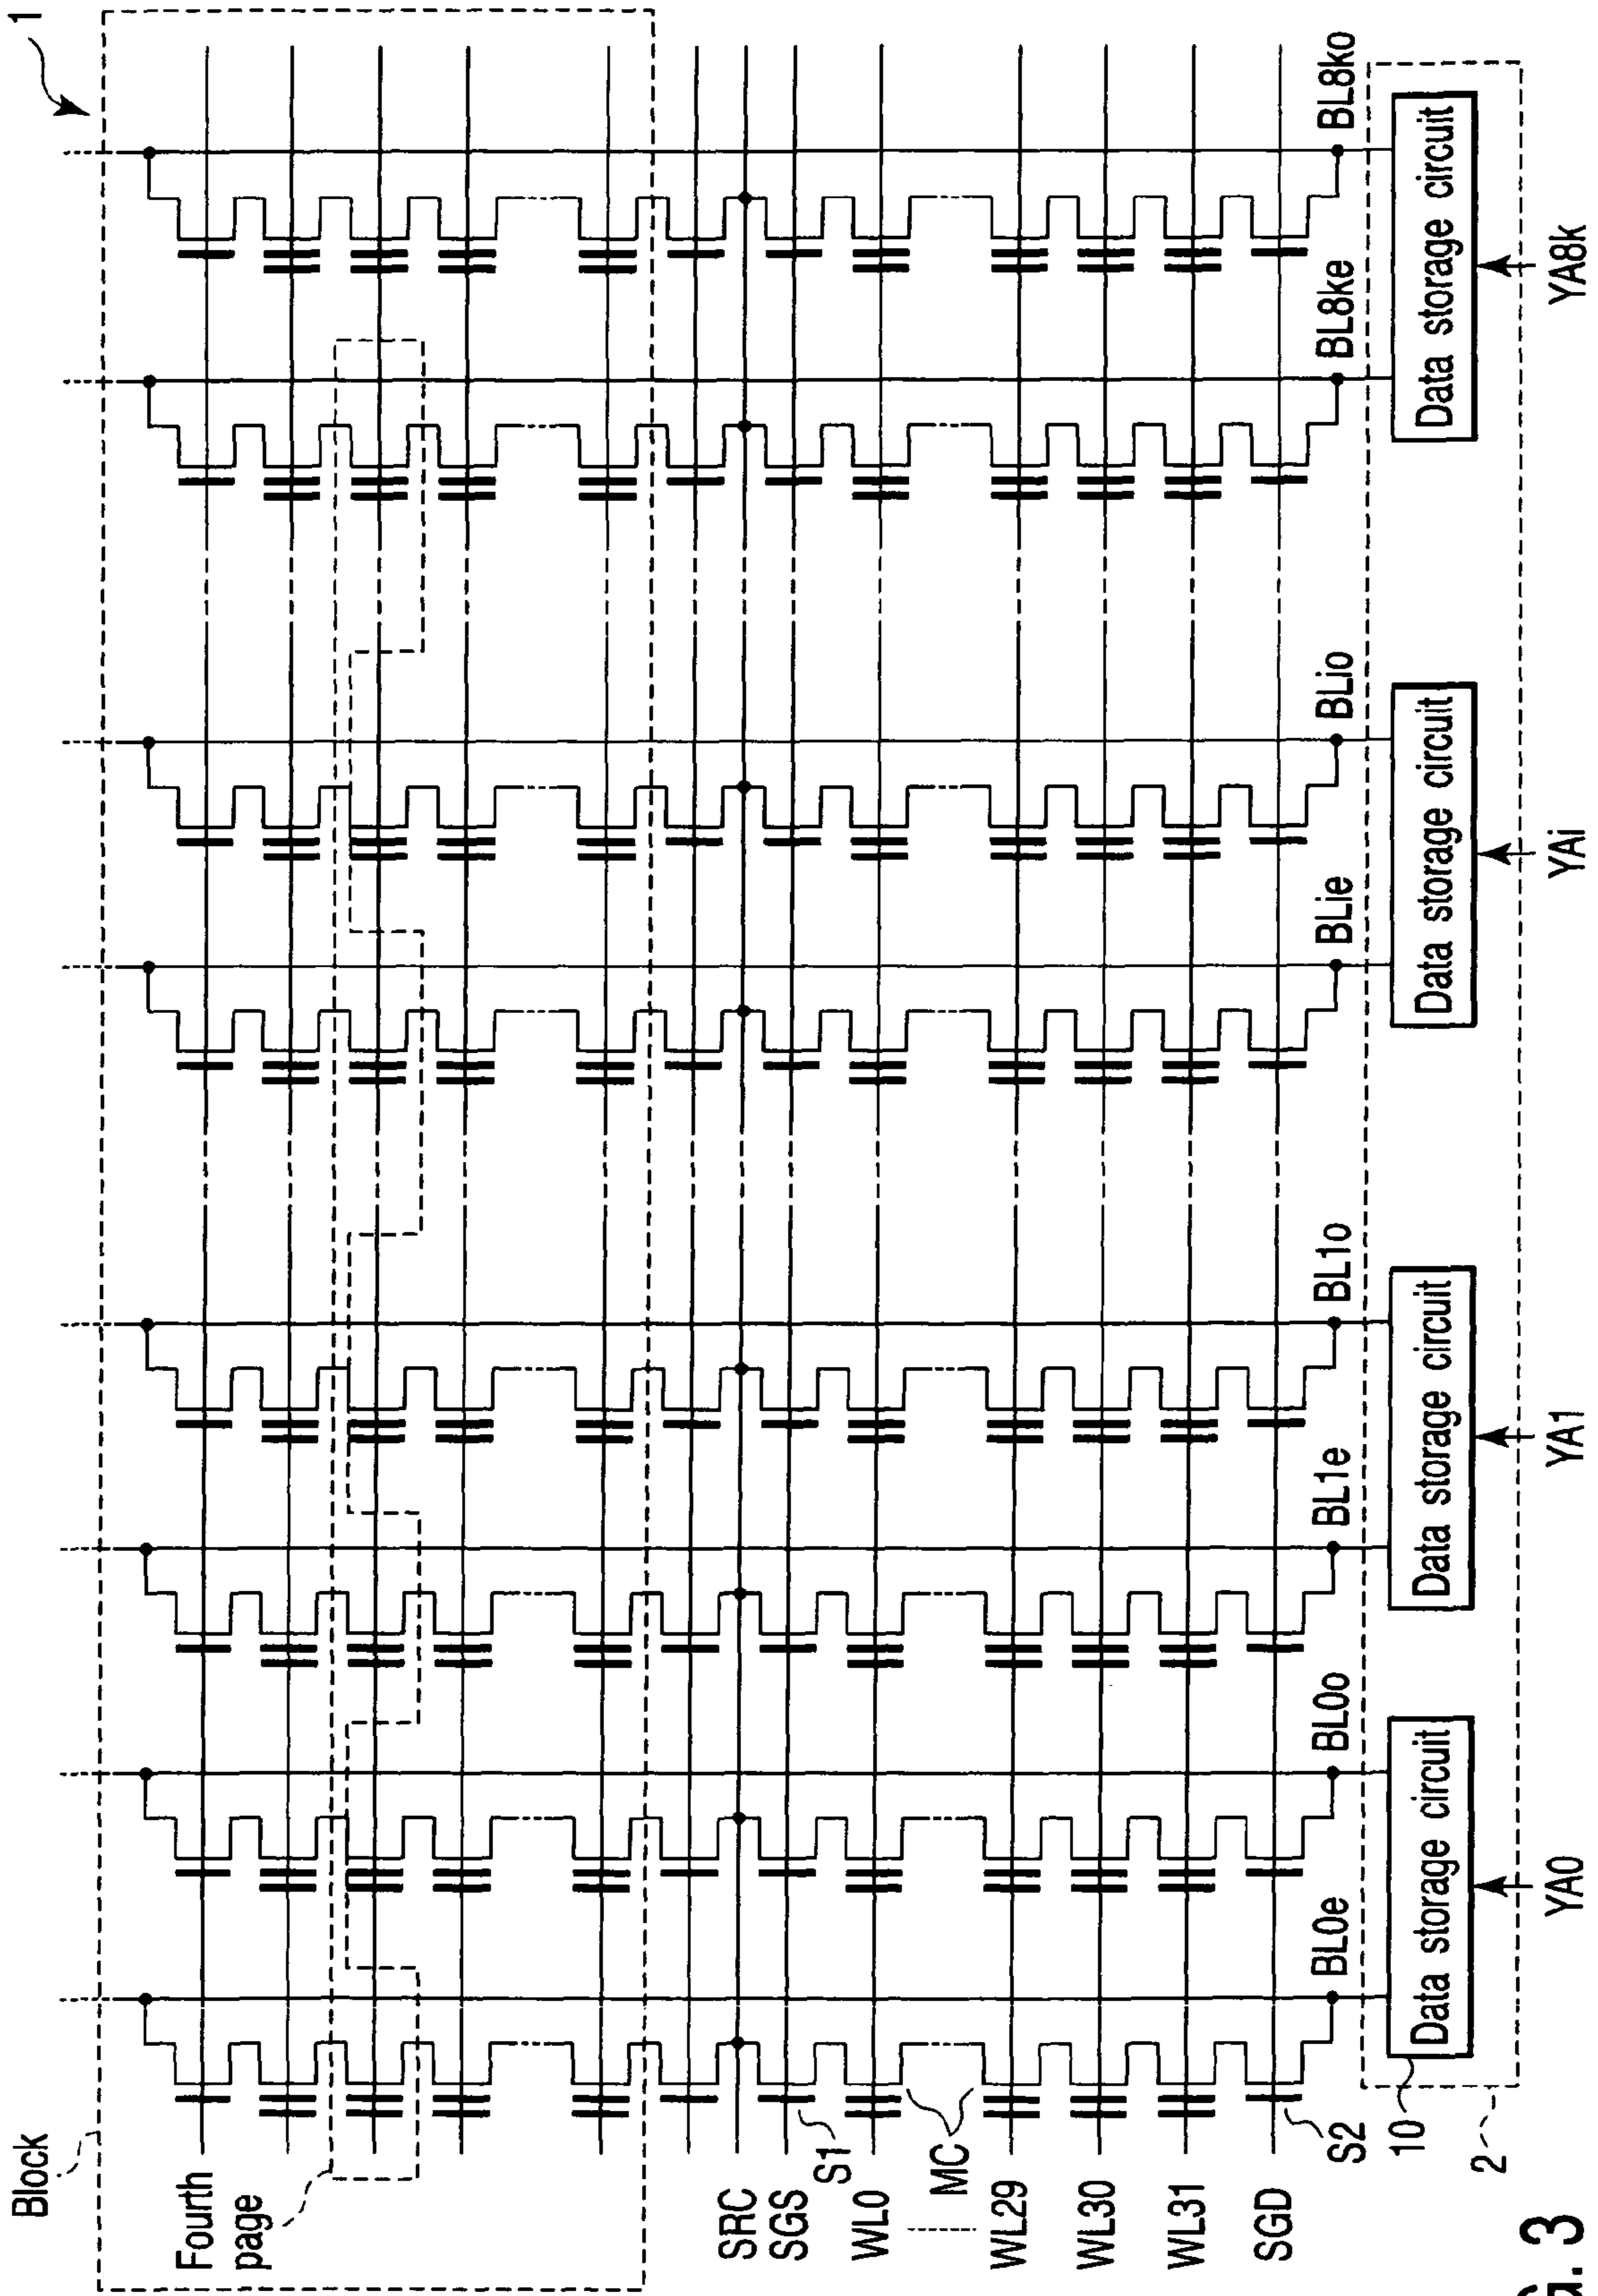 1
Block
Fourth
page
SRC
SGS
S1
WL0
MC
WL29
WL30
WL31
SGD
S2
BL0e
BL0o
BL1e
BL1o
BLie
BLio
BL8ke
BL8ko
Data storage circuit
Data storage circuit
Data storage circuit
Data storage circuit
10
2
YA0
YA1
YAi
YA8k
G. 3